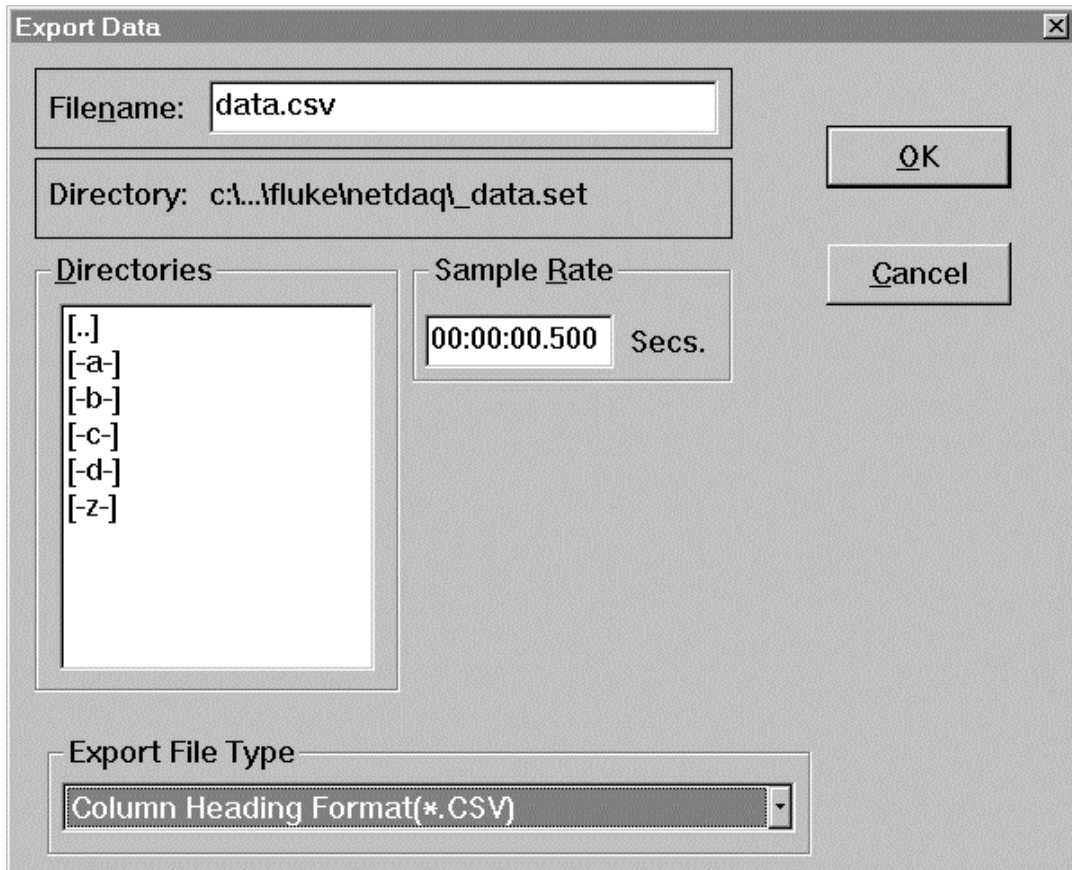 Export Data
Filename: data.csv
OK
Directory: c:\...\fluke\netdaq\_data.set
Directories
Sample Rate
Cancel
[..]
[-a-]
[-b-]
[-c-]
[-d-]
[-z-]
00:00:00.500 Secs.
Export File Type
Column Heading Format(*.CSV)